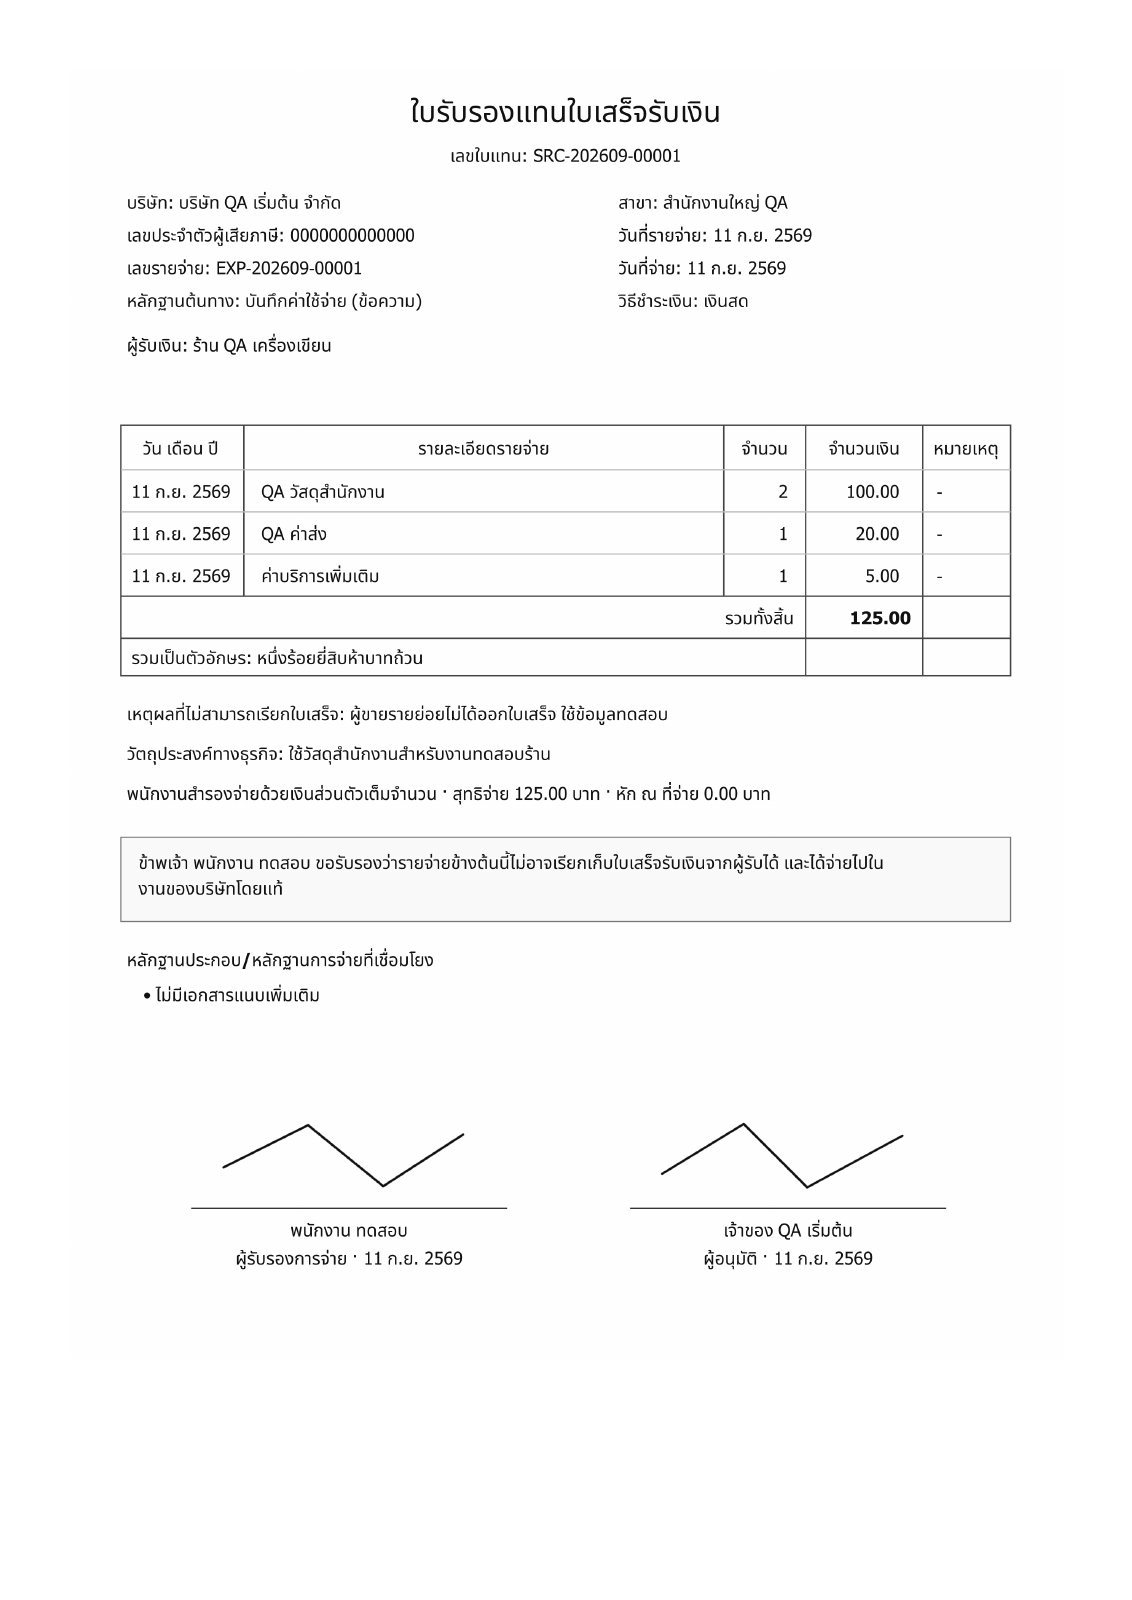 ใบรับรองแทนใบเสร็จรับเงิน
เลขใบแทน: SRC-202609-00001
บริษัท: บริษัท QA เริ่มต้น จำกัด
สาขา: สำนักงานใหญ่ QA
เลขประจำตัวผู้เสียภาษี: 0000000000000
วันที่รายจ่าย: 11 ก.ย. 2569
เลขรายจ่าย: EXP-202609-00001
วันที่จ่าย: 11 ก.ย. 2569
หลักฐานต้นทาง: บันทึกค่าใช้จ่าย (ข้อความ)
วิธีชำระเงิน: เงินสด
ผู้รับเงิน: ร้าน QA เครื่องเขียน
วัน เดือน ปี รายละเอียดรายจ่าย จำนวน จำนวนเงิน หมายเหตุ
11 ก.ย. 2569 QA วัสดุสำนักงาน 2 100.00 -
11 ก.ย. 2569 QA ค่าส่ง 1 20.00 -
11 ก.ย. 2569 ค่าบริการเพิ่มเติม 1 5.00 -
รวมทั้งสิ้น 125.00
รวมเป็นตัวอักษร: หนึ่งร้อยยี่สิบห้าบาทถ้วน
เหตุผลที่ไม่สามารถเรียกใบเสร็จ: ผู้ขายรายย่อยไม่ได้ออกใบเสร็จ ใช้ข้อมูลทดสอบ
วัตถุประสงค์ทางธุรกิจ: ใช้วัสดุสำนักงานสำหรับงานทดสอบร้าน
พนักงานสำรองจ่ายด้วยเงินส่วนตัวเต็มจำนวน · สุทธิจ่าย 125.00 บาท · หัก ณ ที่จ่าย 0.00 บาท
ข้าพเจ้า พนักงาน ทดสอบ ขอรับรองว่ารายจ่ายข้างต้นนี้ไม่อาจเรียกเก็บใบเสร็จรับเงินจากผู้รับได้ และได้จ่ายไปใน
งานของบริษัทโดยแท้
หลักฐานประกอบ/หลักฐานการจ่ายที่เชื่อมโยง
• ไม่มีเอกสารแนบเพิ่มเติม
พนักงาน ทดสอบ
ผู้รับรองการจ่าย · 11 ก.ย. 2569
เจ้าของ QA เริ่มต้น
ผู้อนุมัติ · 11 ก.ย. 2569